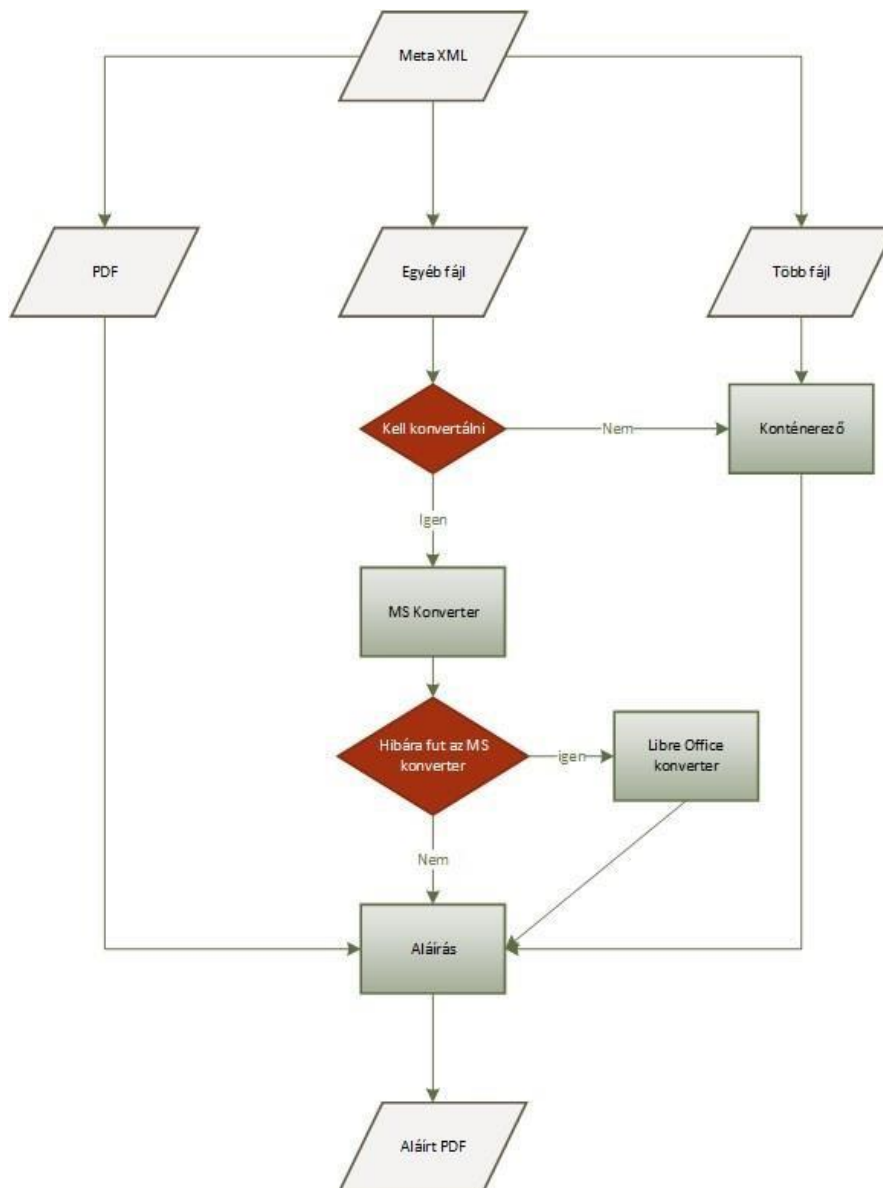 Meta XML
PDF
Egyéb fájl
Több fájl
Kell konvertálni
Nem
Konténerező
Igen
MS Konverter
Hibára fut az MS
konverter
igen
Libre Office
konverter
Nem
Aláírás
Aláírt PDF